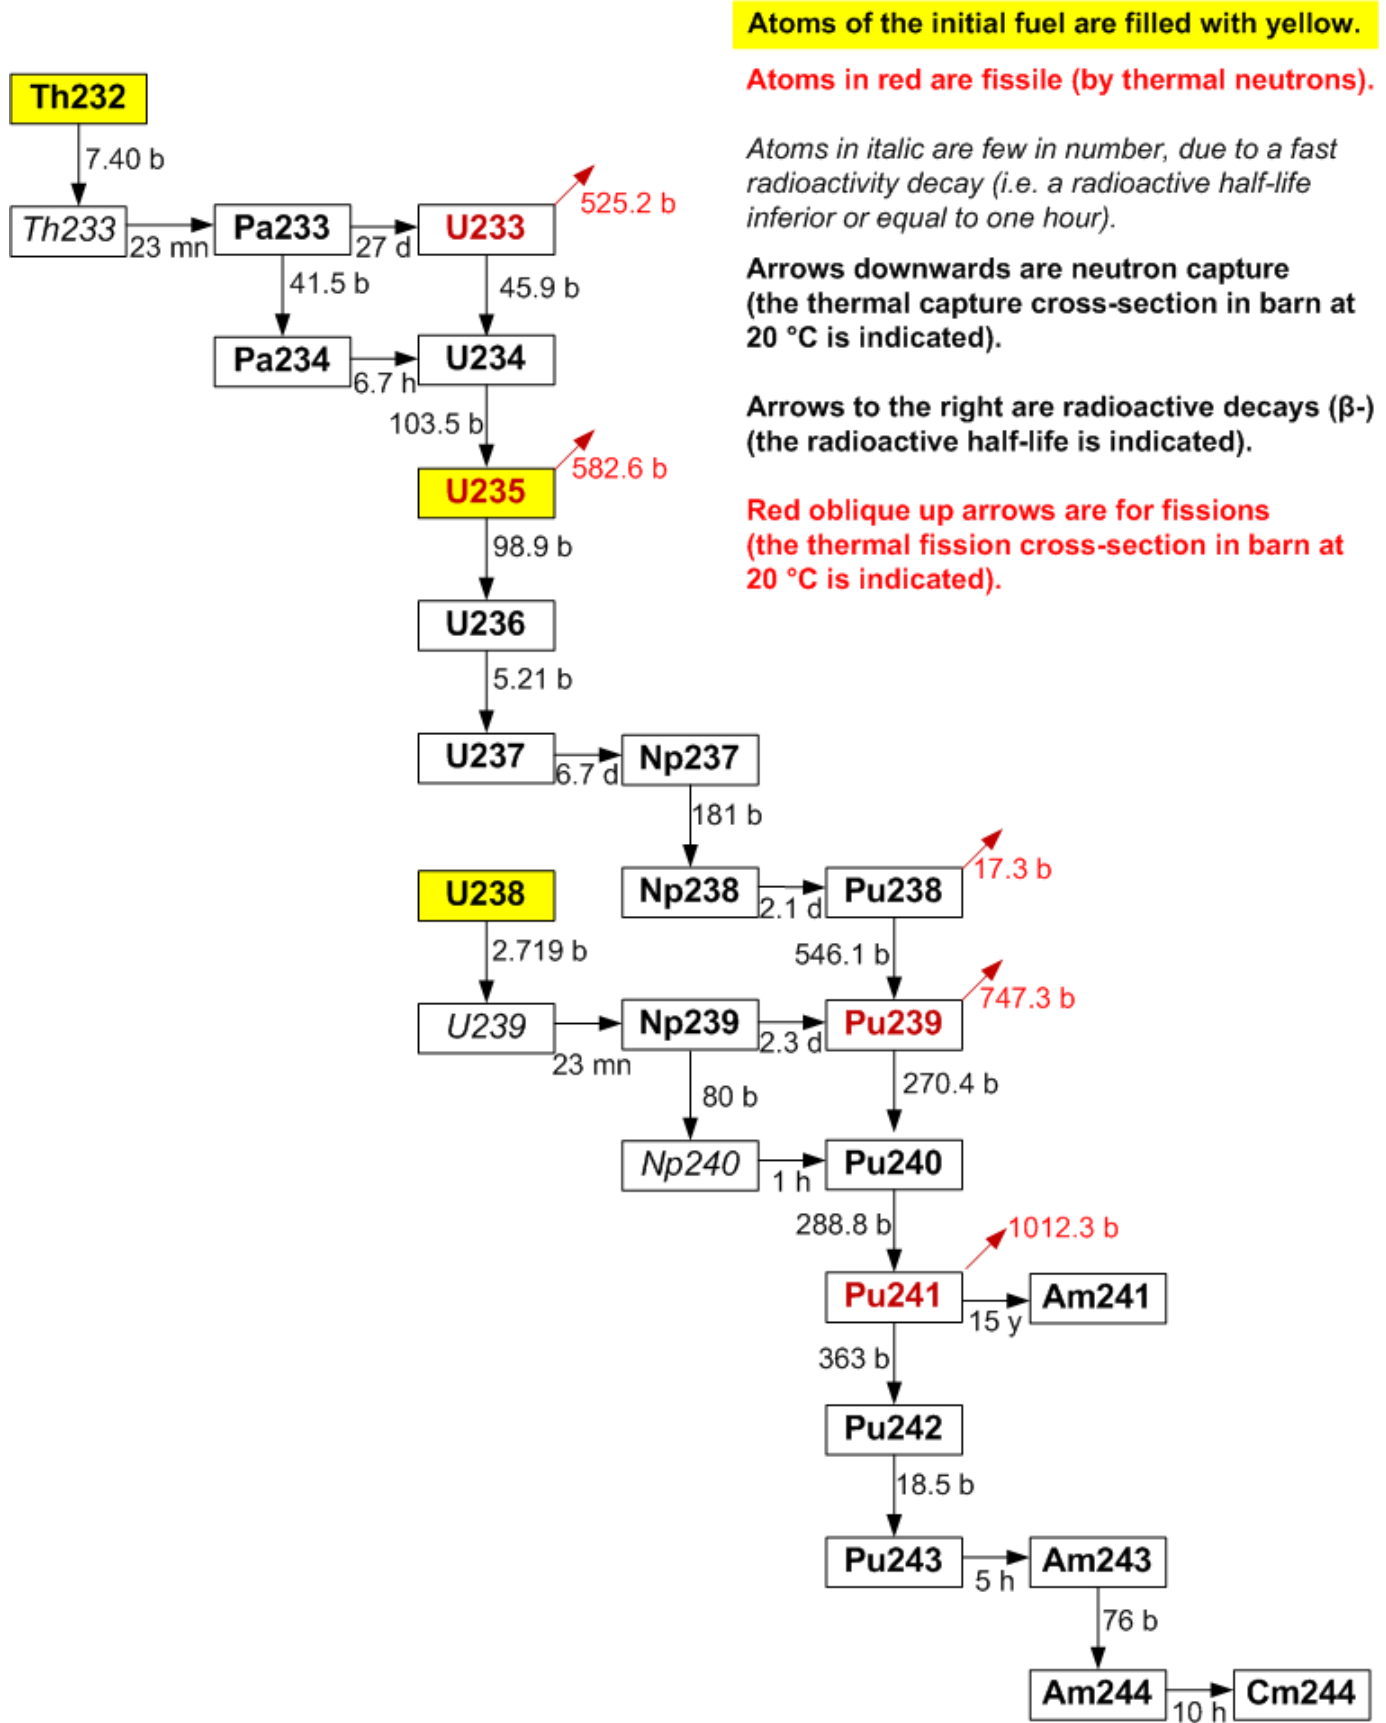 Atoms of the initial fuel are filled with yellow.
Atoms in red are fissile (by thermal neutrons).
Atoms in italic are few in number, due to a fast
radioactivity decay (i.e. a radioactive half-life
inferior or equal to one hour).
Arrows downwards are neutron capture
(the thermal capture cross-section in barn at
20 °C is indicated).
Arrows to the right are radioactive decays (β-)
(the radioactive half-life is indicated).
Red oblique up arrows are for fissions
(the thermal fission cross-section in barn at
20 °C is indicated).
Th232
7.40 b
Th233
23 mn
Pa233
27 d
U233
525.2 b
41.5 b
45.9 b
Pa234
6.7 h
U234
103.5 b
U235
582.6 b
98.9 b
U236
5.21 b
U237
6.7 d
Np237
181 b
Np238
2.1 d
Pu238
17.3 b
U238
2.719 b
546.1 b
U239
23 mn
Np239
2.3 d
Pu239
747.3 b
80 b
270.4 b
Np240
1 h
Pu240
288.8 b
1012.3 b
Pu241
15 y
Am241
363 b
Pu242
18.5 b
Pu243
5 h
Am243
76 b
Am244
10 h
Cm244